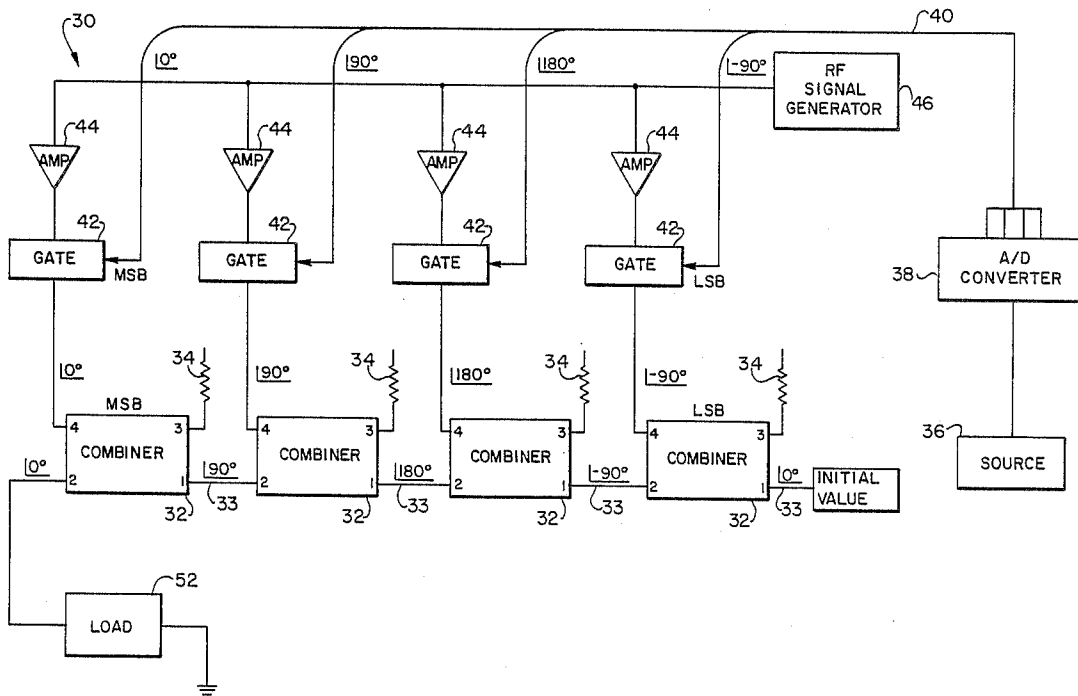 30
40
|0°
|90°
|180°
|-90°
RF
SIGNAL
GENERATOR
46
44
44
44
44
AMP
AMP
AMP
AMP
42
42
42
42
GATE
GATE
GATE
GATE
MSB
LSB
38
A/D
CONVERTER
34
34
34
34
|0°
|90°
|180°
|-90°
MSB
LSB
4
3
4
3
4
3
4
3
COMBINER
COMBINER
COMBINER
COMBINER
36
SOURCE
|0°
2
1
|90°
2
1
|180°
2
1
|-90°
2
1
|0°
INITIAL
VALUE
32
33
32
33
32
33
32
33
52
LOAD